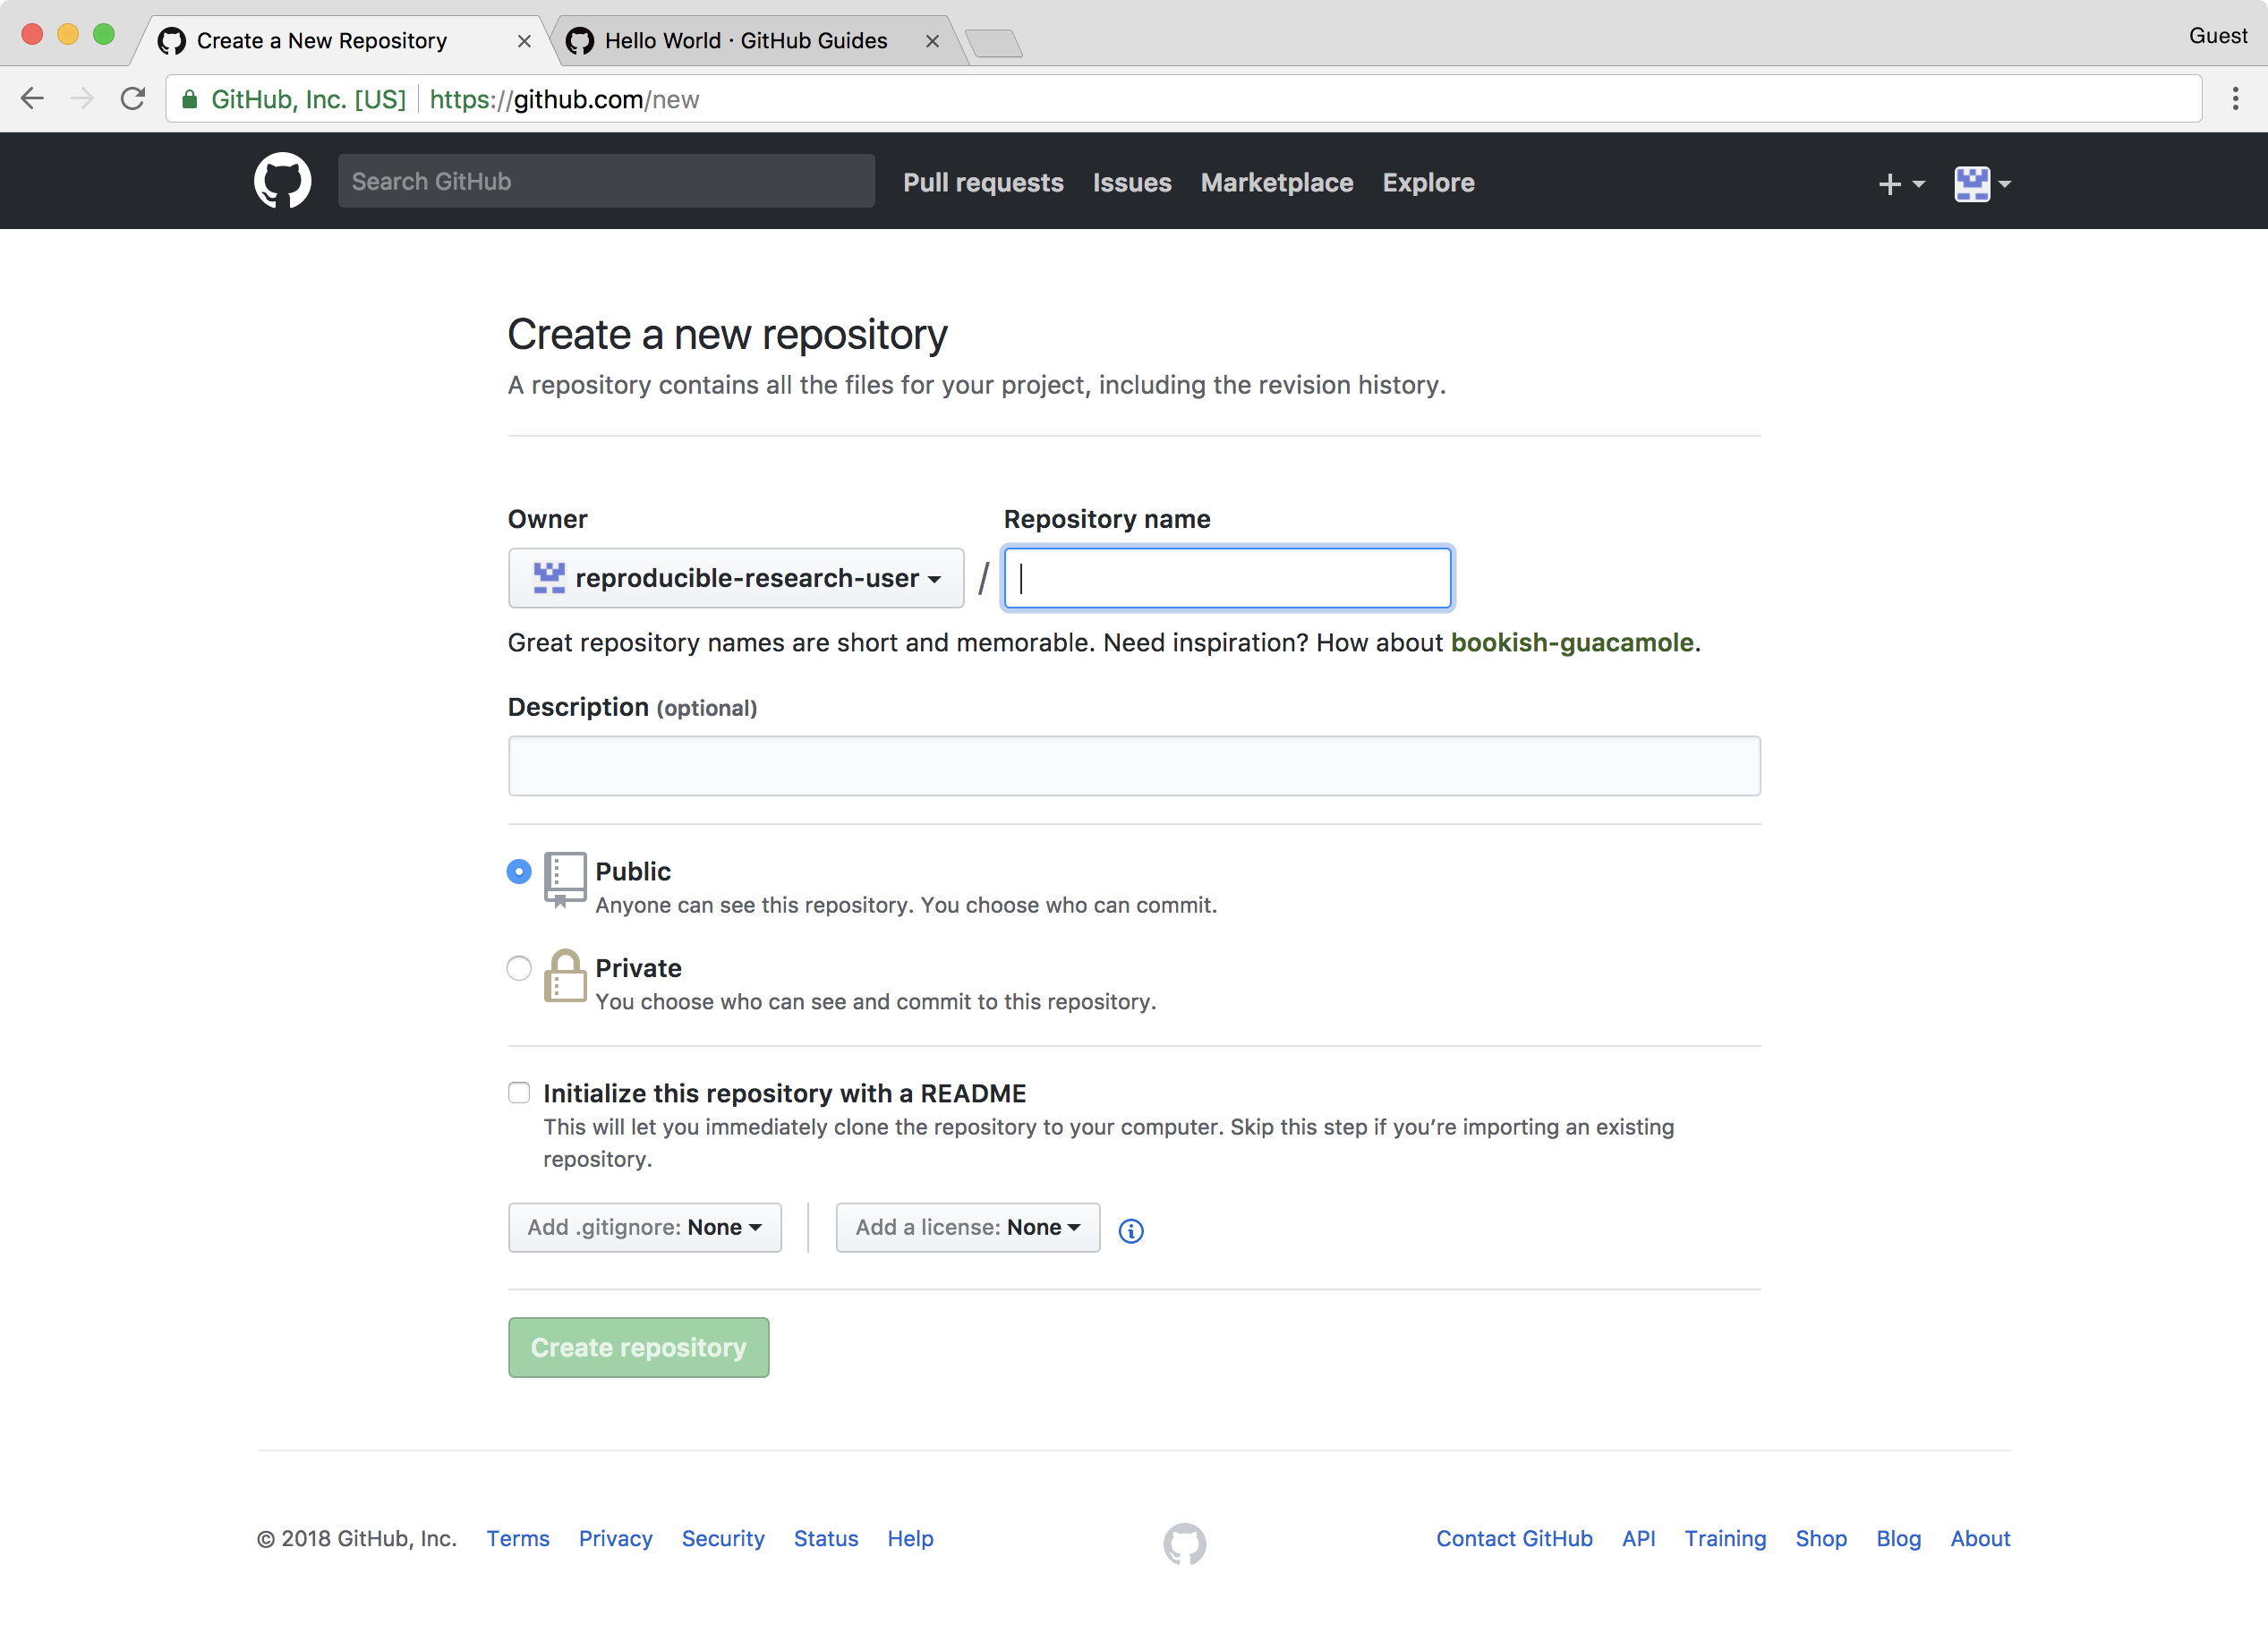 Create a New Repository
Hello World · GitHub Guides
Guest
GitHub, Inc. [US] https://github.com/new
Search GitHub
Pull requests Issues Marketplace Explore
Create a new repository
A repository contains all the files for your project, including the revision history.
Owner Repository name
reproducible-research-user /
Great repository names are short and memorable. Need inspiration? How about bookish-guacamole.
Description (optional)
Public
Anyone can see this repository. You choose who can commit.
Private
You choose who can see and commit to this repository.
Initialize this repository with a README
This will let you immediately clone the repository to your computer. Skip this step if you’re importing an existing
repository.
Add .gitignore: None Add a license: None
Create repository
© 2018 GitHub, Inc. Terms Privacy Security Status Help Contact GitHub API Training Shop Blog About